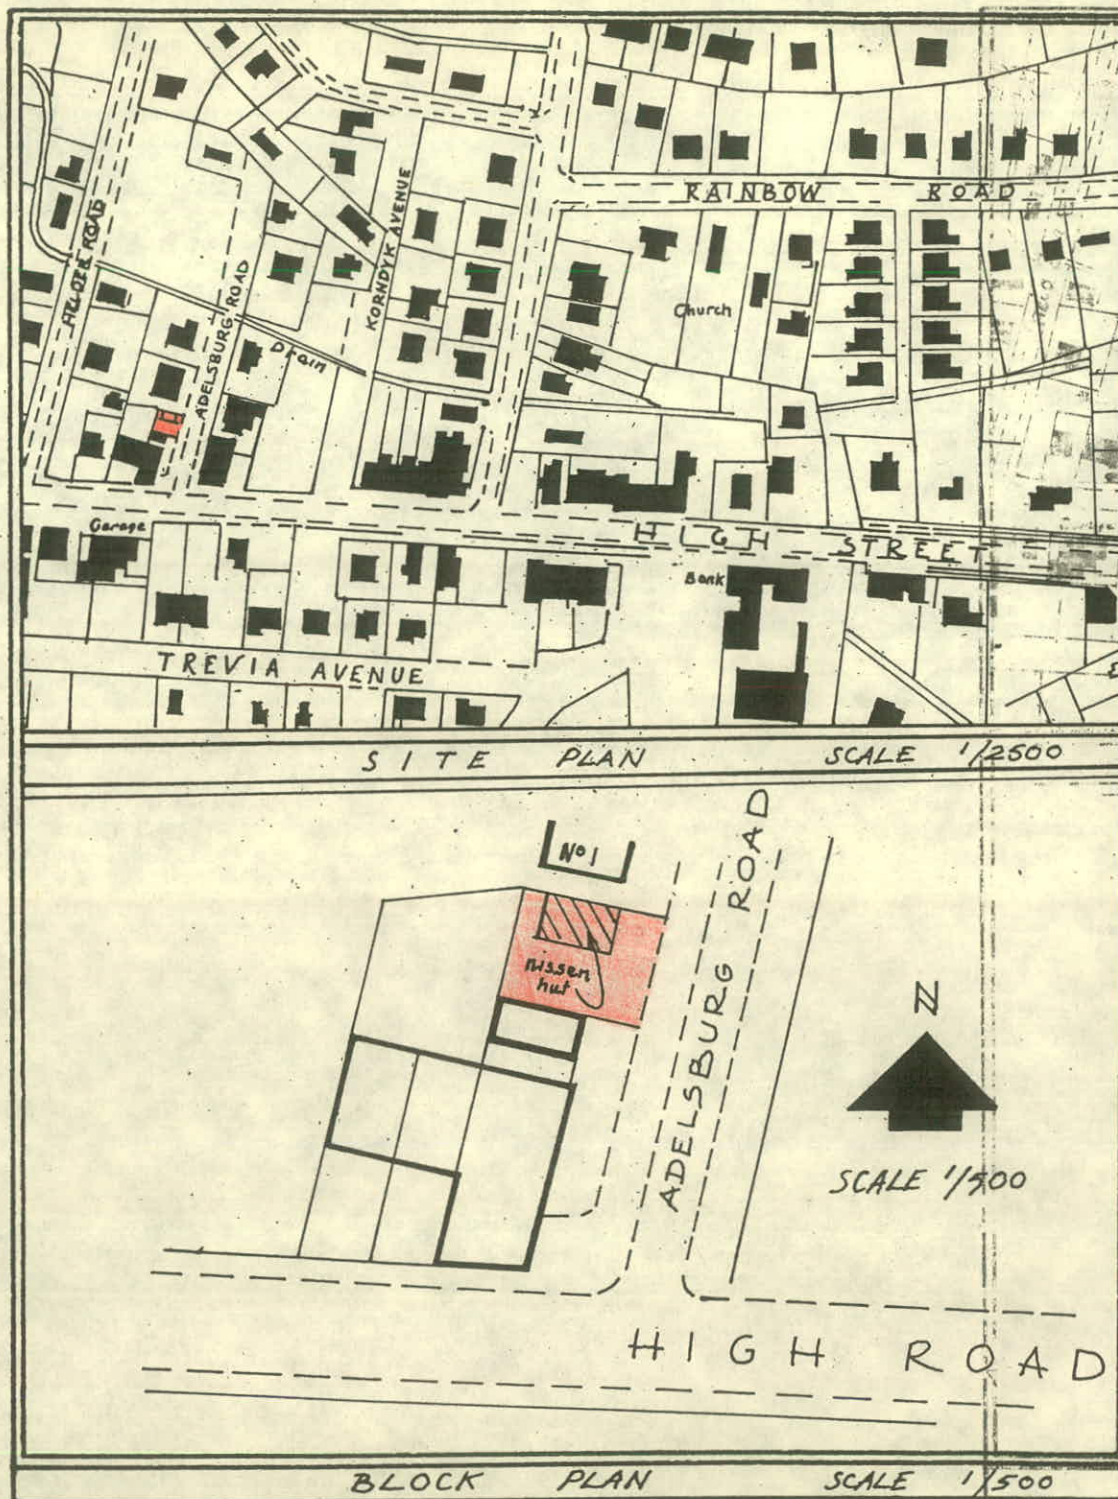 RAINBOW ROAD
KORNDYK AVENUE
ROAD
ADELSBURG ROAD
Church
Drain
Garage
HIGH STREET
Bank
TREVIA AVENUE
SITE PLAN SCALE 1/2500
No 1
ADELSBURG ROAD
nissen
hut
N
SCALE 1/500
HIGH ROAD
BLOCK PLAN SCALE 1/500